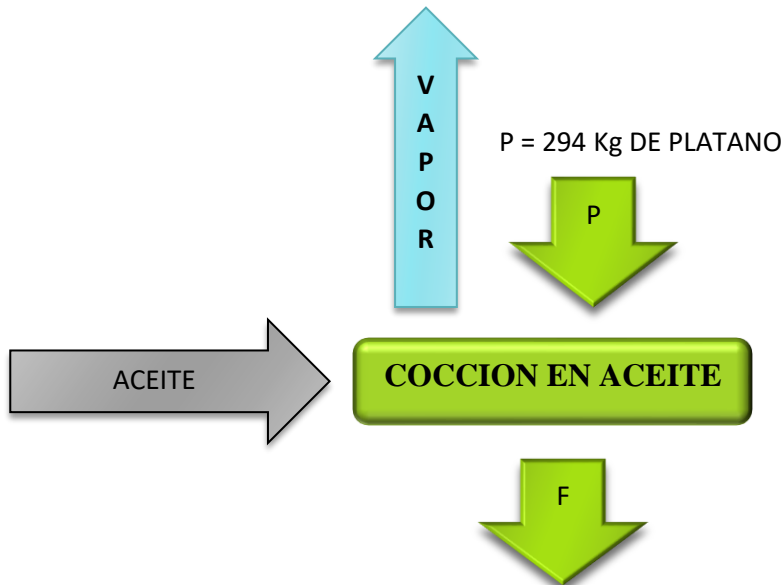 V
A
P
O
R
P = 294 Kg DE PLATANO
P
ACEITE
COCCION EN ACEITE
F